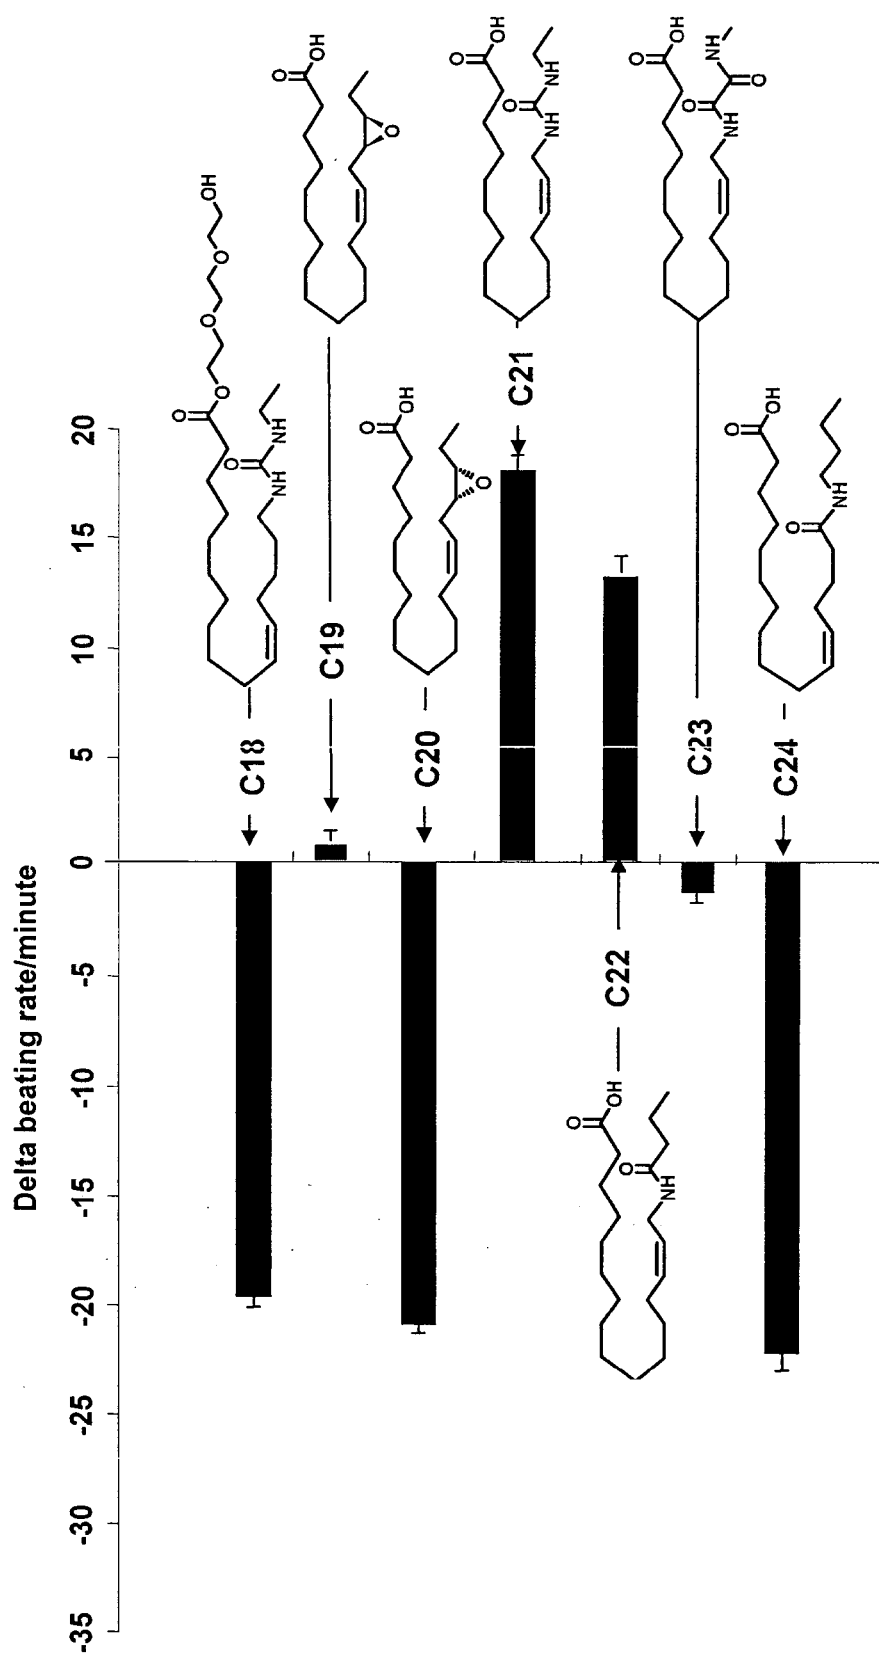 Delta beating rate/minute
-35
-30
-25
-20
-15
-10
-5
0
5
10
15
20
C18
O
O
O
O
OH
O
NH
NH
C19
O
OH
O
C20
O
OH
O
C21
O
OH
O
NH
NH
C22
O
OH
O
NH
C23
O
OH
O
NH
O
NH
C24
O
OH
O
NH